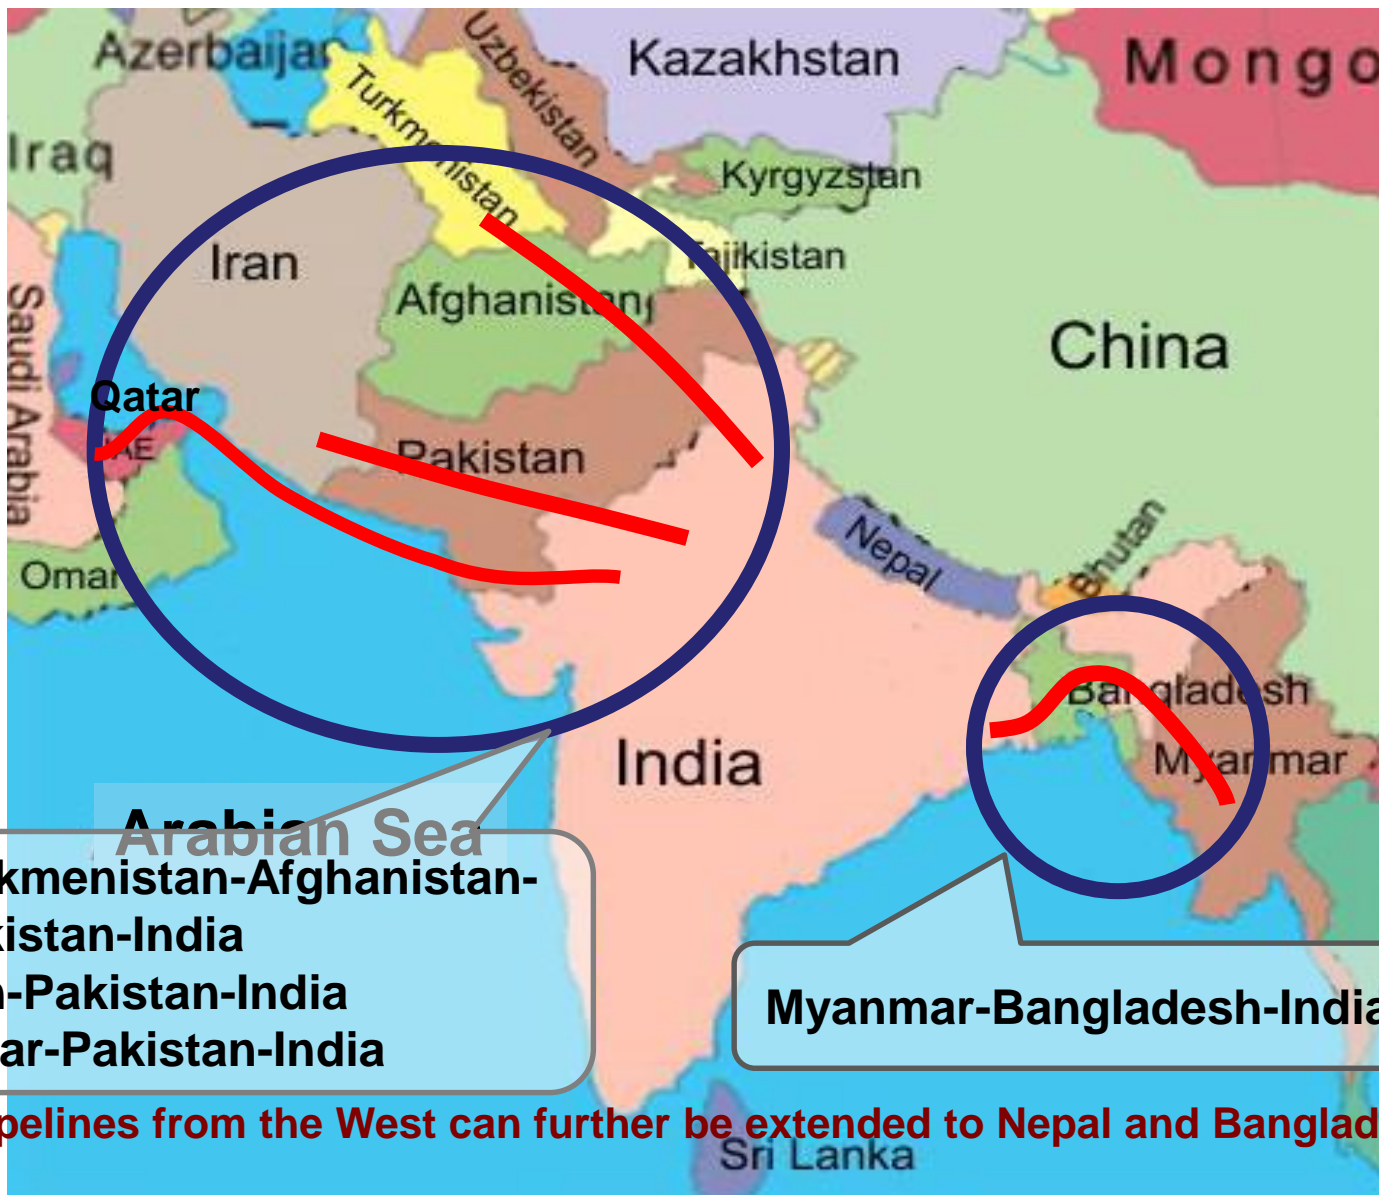 Azerbaijan
Uzbekistan
Kazakhstan
Mongo
Turkmenistan
Iraq
Kyrgyzstan
Iran
Tajikistan
Afghanistan
Saudi Arabia
China
Qatar
UAE
Pakistan
Nepal
Bhutan
Oman
Bangladesh
India
Myanmar
Arabian Sea
kmenistan-Afghanistan-
kistan-India
n-Pakistan-India
ar-Pakistan-India
Myanmar-Bangladesh-India
pelines from the West can further be extended to Nepal and Banglad
Sri Lanka